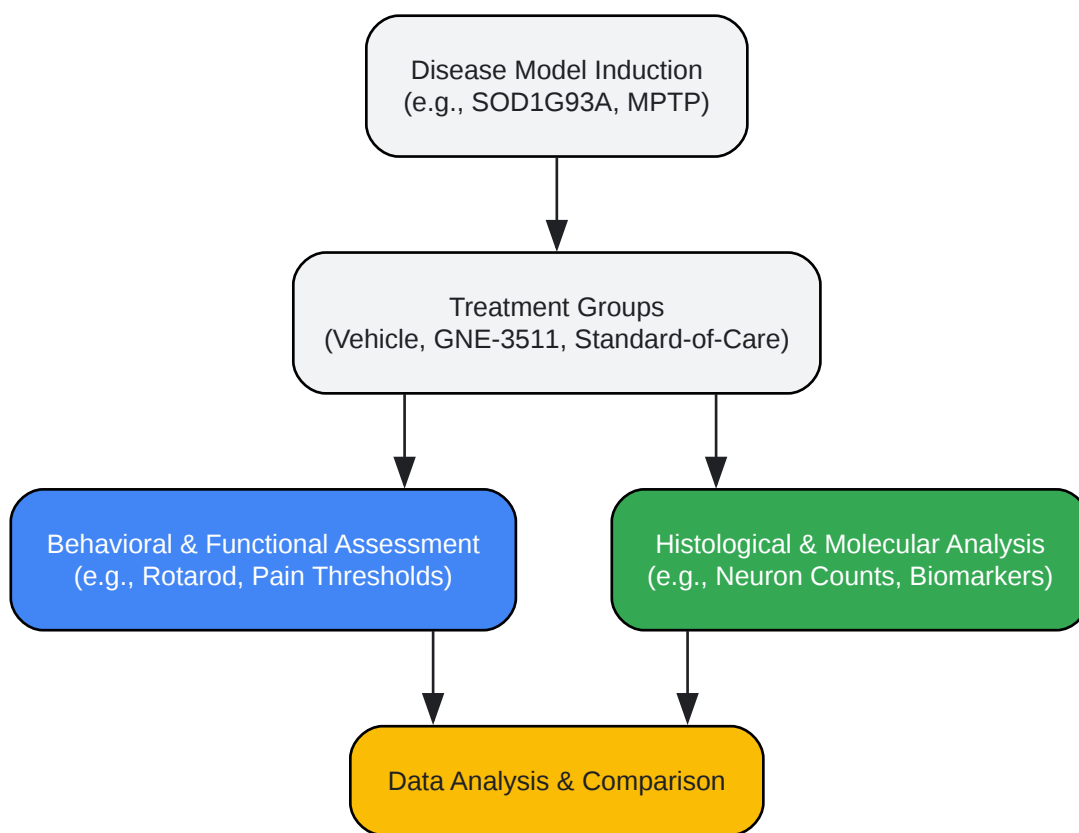 Disease Model Induction
(e.g., SOD1G93A, MPTP)
Treatment Groups
(Vehicle, GNE-3511, Standard-of-Care)
Behavioral & Functional Assessment
(e.g., Rotarod, Pain Thresholds)
Histological & Molecular Analysis
(e.g., Neuron Counts, Biomarkers)
Data Analysis & Comparison